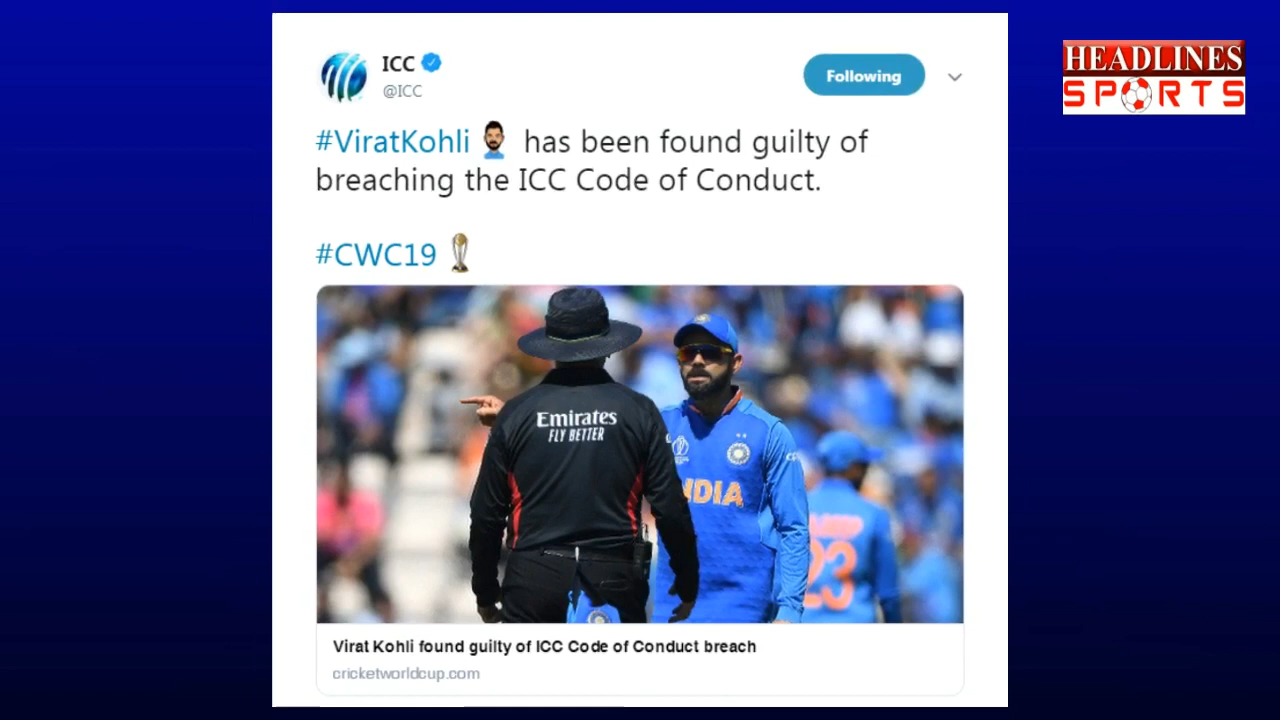 ICC
@ICC
Following
HEADLINES
SPORTS
#ViratKohli has been found guilty of
breaching the ICC Code of Conduct.
#CWC19
Emirates
FLY BETTER
INDIA
23
Virat Kohli found guilty of ICC Code of Conduct breach
cricketworldcup.com